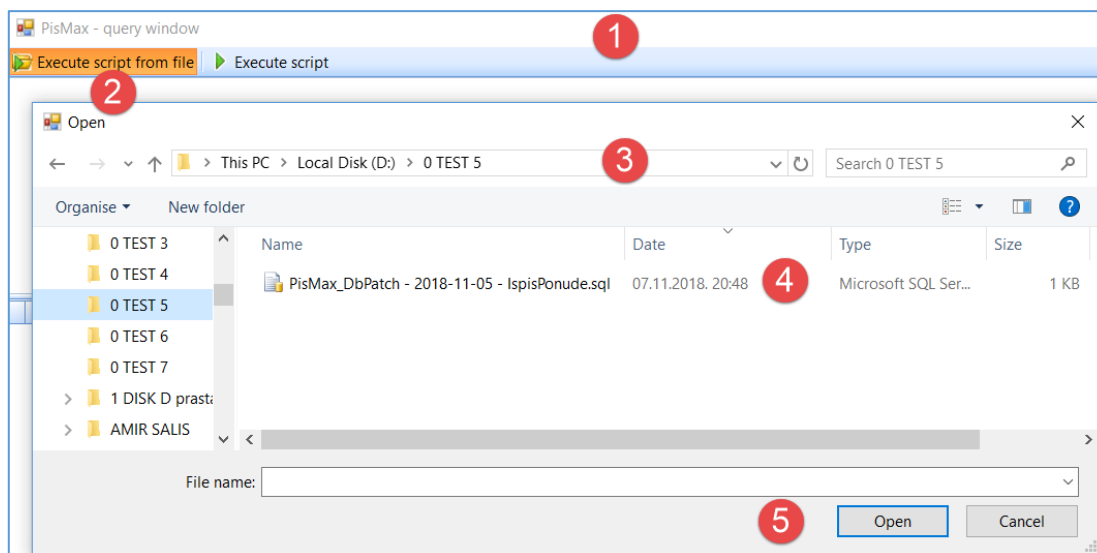 PisMax - query window
1
Execute script from file Execute script
2
Open
This PC > Local Disk (D:) > 0 TEST 5
3
Search 0 TEST 5
Organise New folder
?
Name Date Type Size
0 TEST 3
0 TEST 4
0 TEST 5
0 TEST 6
0 TEST 7
1 DISK D prasta
AMIR SALIS
PisMax_DbPatch - 2018-11-05 - IspisPonude.sql 07.11.2018. 20:48 Microsoft SQL Ser... 1 KB
4
File name:
5
Open Cancel